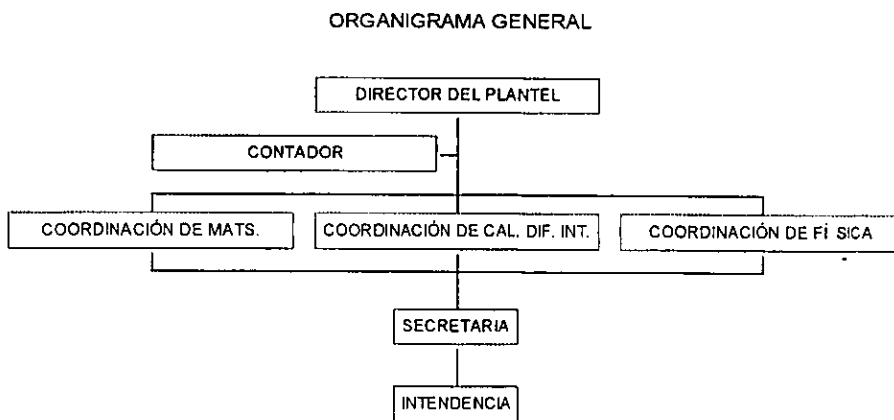 ORGANIGRAMA GENERAL
DIRECTOR DEL PLANTEL
CONTADOR
COORDINACIÓN DE MATS.
COORDINACIÓN DE CAL. DIF. INT.
COORDINACIÓN DE FÍ SICA
SECRETARIA
INTENDENCIA